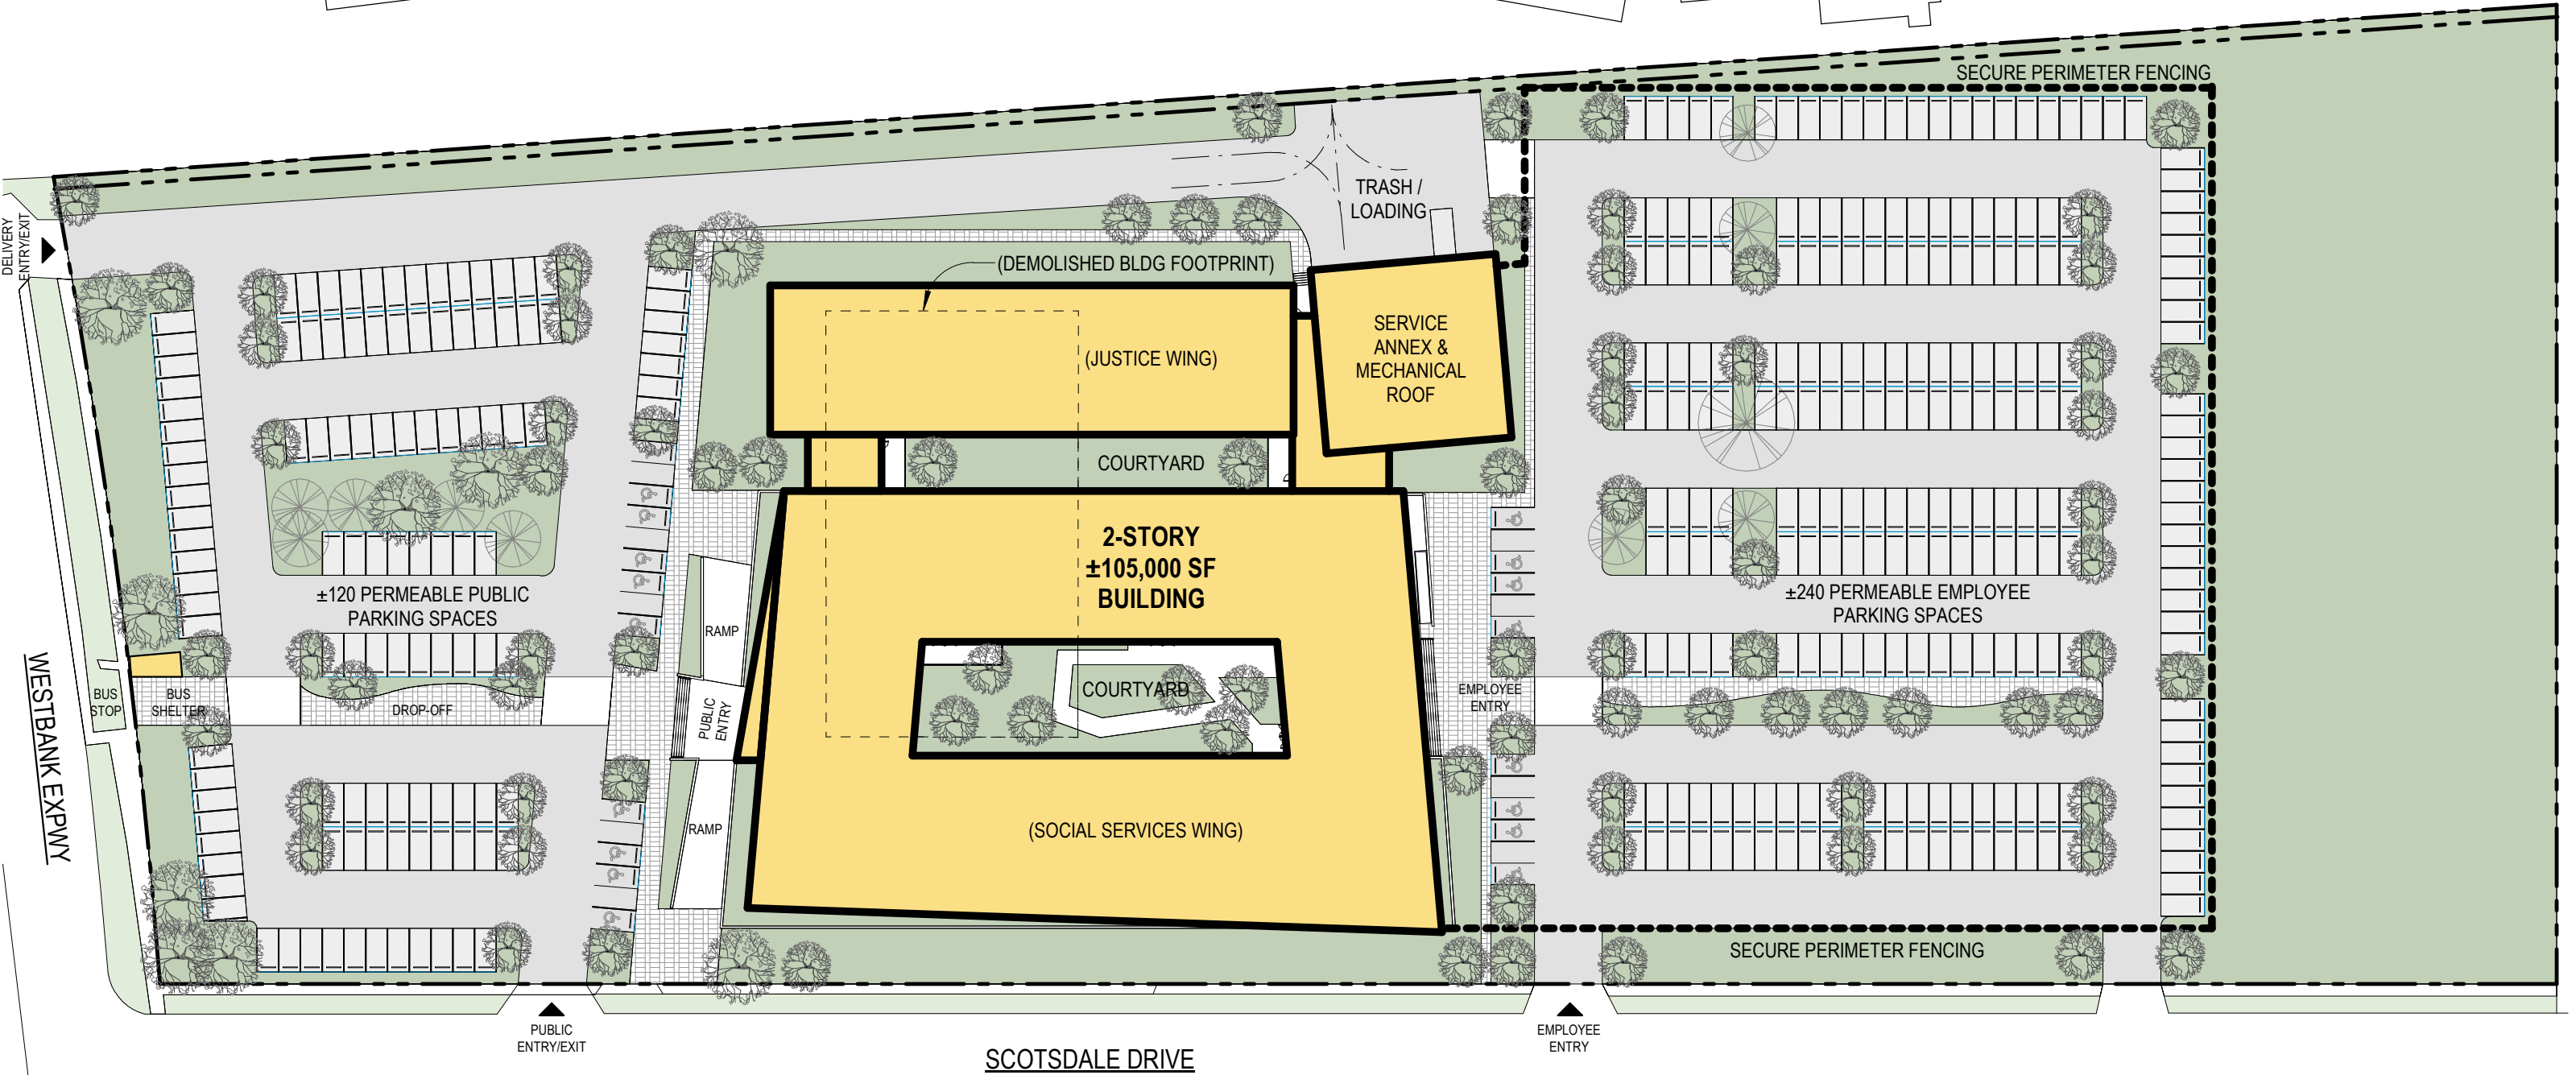 SECURE PERIMETER FENCING
TRASH /
LOADING
DELIVERY
ENTRY/EXIT
(DEMOLISHED BLDG FOOTPRINT)
(JUSTICE WING)
SERVICE
ANNEX &
MECHANICAL
ROOF
COURTYARD
2-STORY
±105,000 SF
BUILDING
±120 PERMEABLE PUBLIC
PARKING SPACES
±240 PERMEABLE EMPLOYEE
PARKING SPACES
RAMP
WESTBANK EXPWY
BUS
STOP
BUS
SHELTER
DROP-OFF
PUBLIC
ENTRY
COURTYARD
EMPLOYEE
ENTRY
RAMP
(SOCIAL SERVICES WING)
SECURE PERIMETER FENCING
PUBLIC
ENTRY/EXIT
EMPLOYEE
ENTRY
SCOTSDALE DRIVE